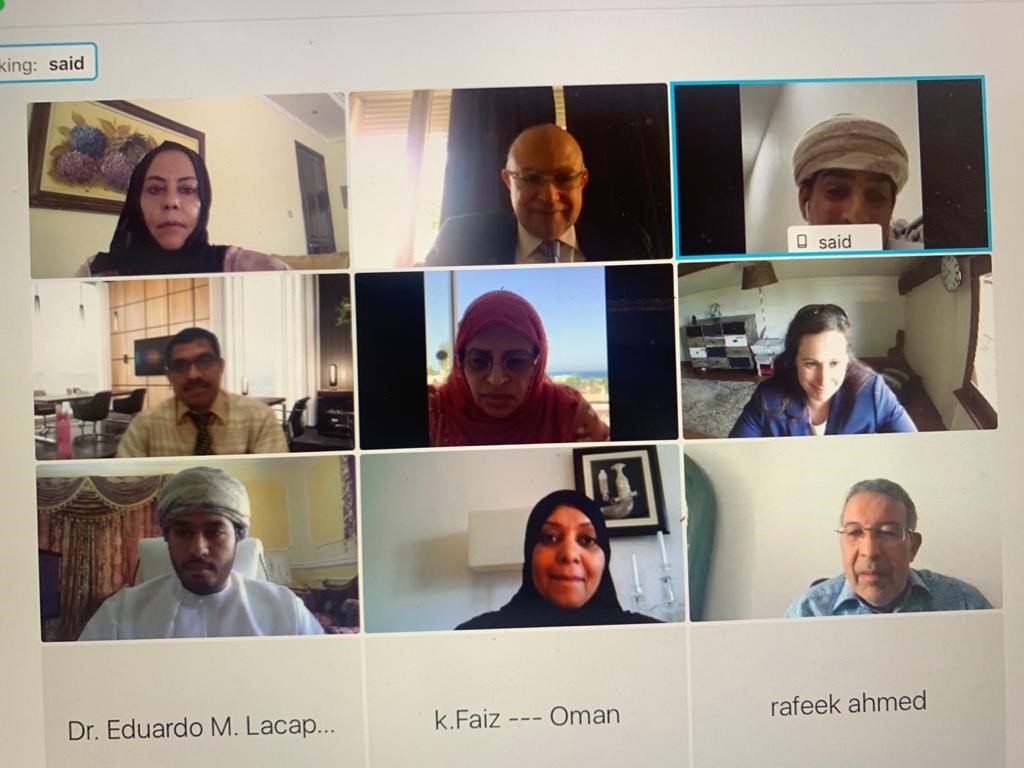 king: said
said
Dr. Eduardo M. Lacap...
k.Faiz --- Oman
rafeek ahmed